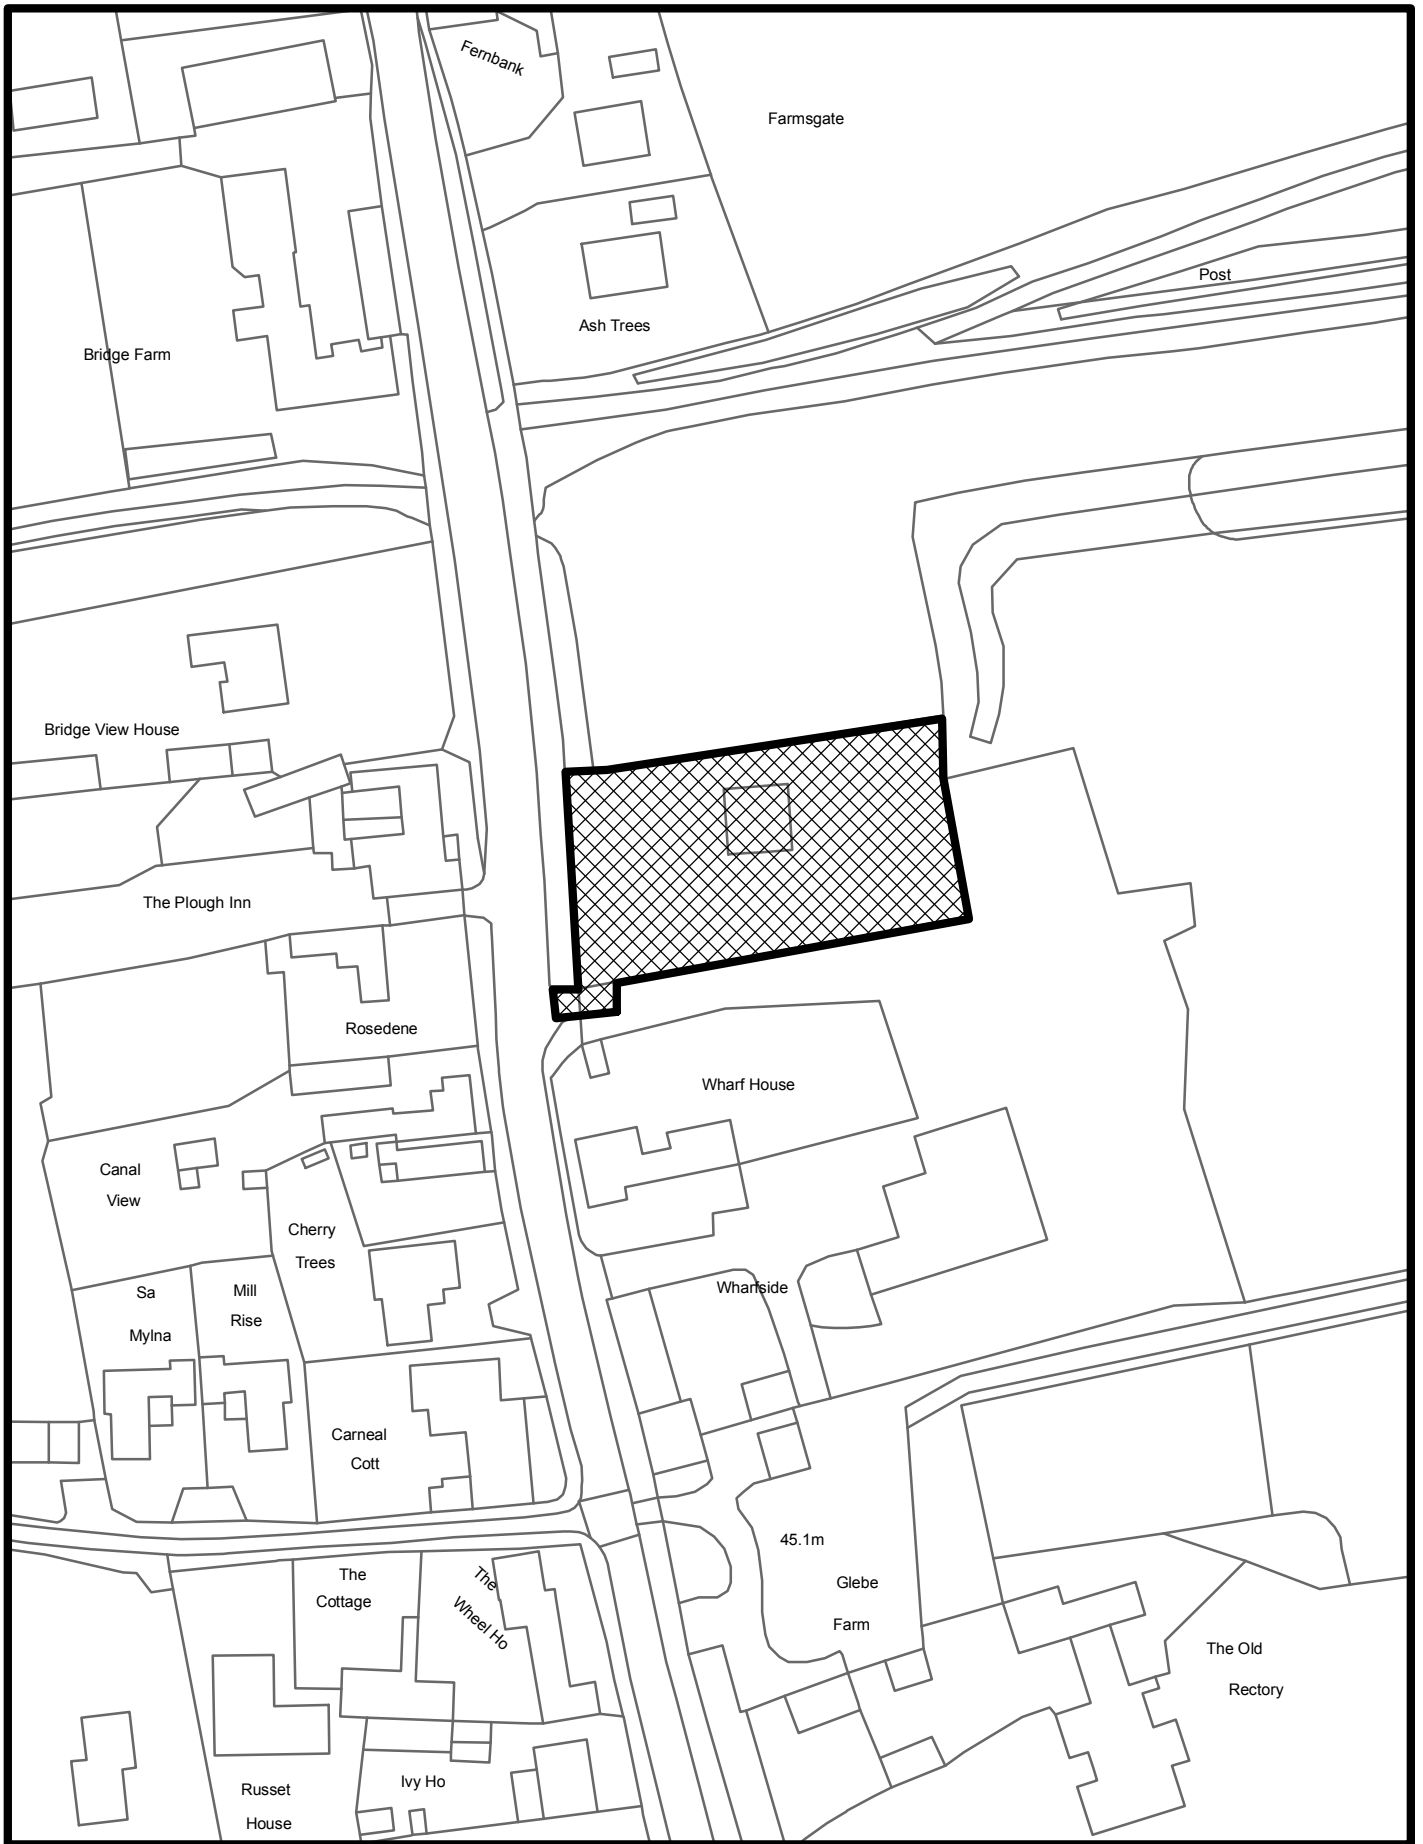 Fernbank
Farmsgate
Post
Ash Trees
Bridge Farm
Bridge View House
The Plough Inn
Rosedene
Wharf House
Canal
View
Cherry
Trees
Wharfside
Sa
Mylna
Mill
Rise
Carneal
Cott
45.1m
Glebe
Farm
The
Cottage
The
Wheel Ho
The Old
Rectory
Russet
House
Ivy Ho